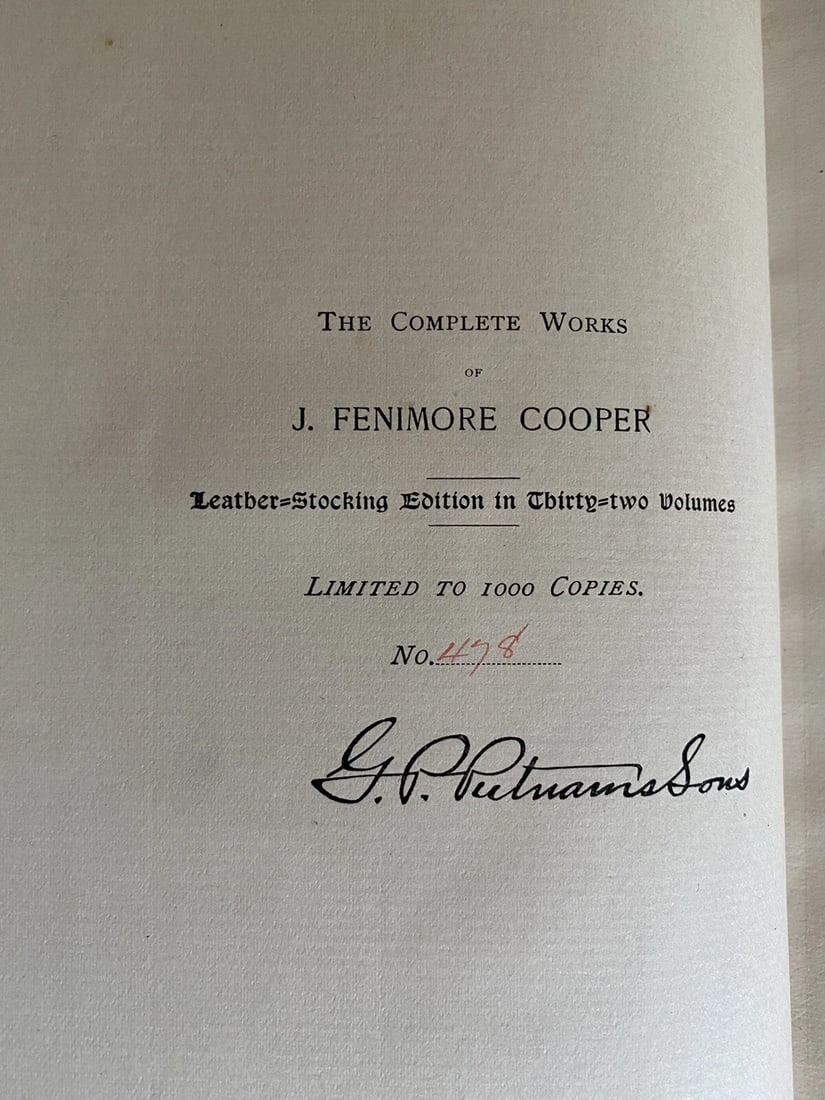 THE COMPLETE WORKS
OF
J. FENIMORE COOPER
Leather=Stocking Edition in Thirty=two Volumes
LIMITED TO 1000 COPIES.
No. 478
G. P. Putnam's Sons